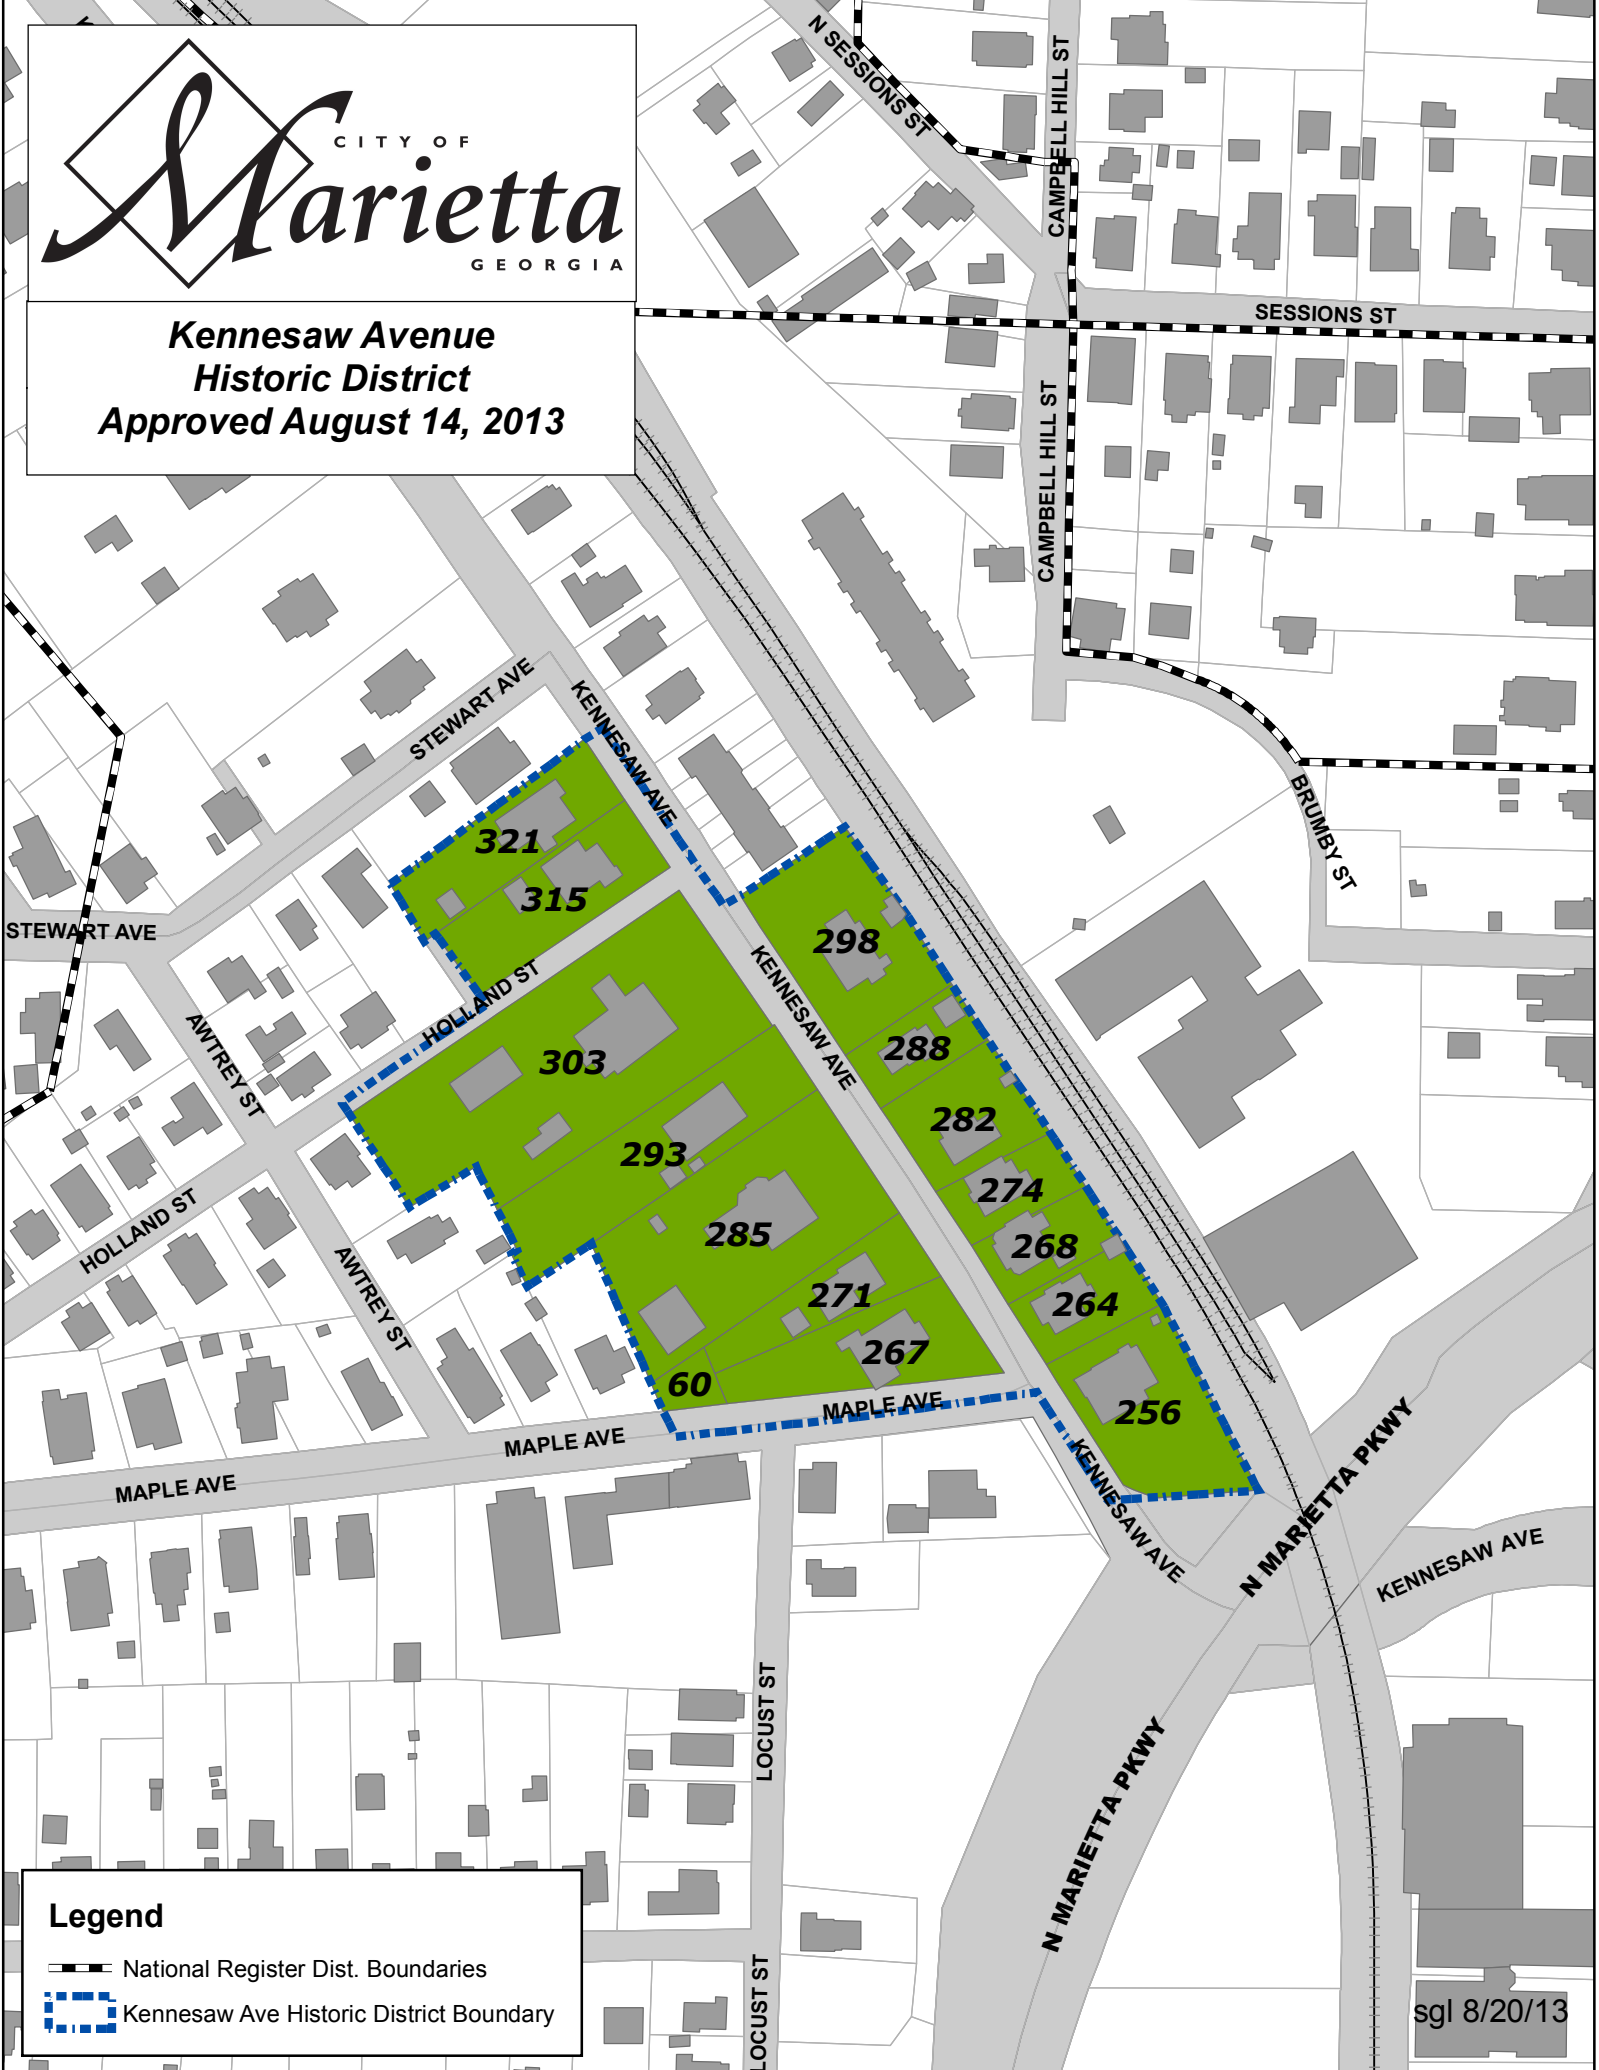 CITY OF
Marietta
GEORGIA
Kennesaw Avenue
Historic District
Approved August 14, 2013
N SESSIONS ST
CAMPBELL HILL ST
SESSIONS ST
CAMPBELL HILL ST
STEWART AVE
KENNESAW AVE
BRUMBY ST
321
315
STEWART AVE
298
KENNESAW AVE
HOLLAND ST
303
288
AWTREY ST
282
293
274
HOLLAND ST
285
268
AWTREY ST
271
264
267
60
256
MAPLE AVE
MAPLE AVE
MAPLE AVE
KENNESAW AVE
N MARIETTA PKWY
KENNESAW AVE
LOCUST ST
N MARIETTA PKWY
LOCUST ST
Legend
National Register Dist. Boundaries
Kennesaw Ave Historic District Boundary
sgl 8/20/13